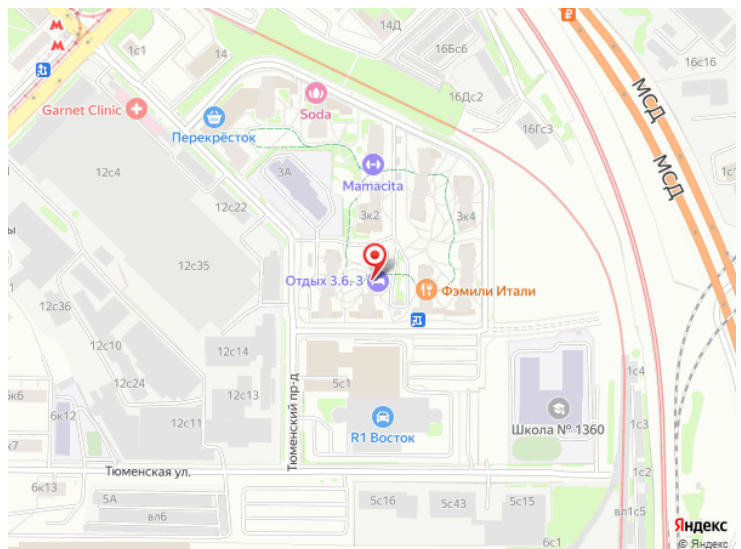 14Д
16Бс6
16с16
14
1с1
МСД
16Дс2
Soda
Garnet Clinic
16Гс3
Перекрёсток
МСД
12с4
3А
Mamacita
12с22
3к2
3к4
12с35
Отдых 3.6. 3
Фэмили Итали
12с36
12с10
12с14
12с24
12с13
5с1
1с4
6к12
12с11
R1 Восток
Школа № 1360
1с3
Тюменский пр-д
Тюменская ул.
1с2
6к13
5А
5с16
5с43
5с15
вл1с5
вл6
6с1
Яндекс
© Яндекс